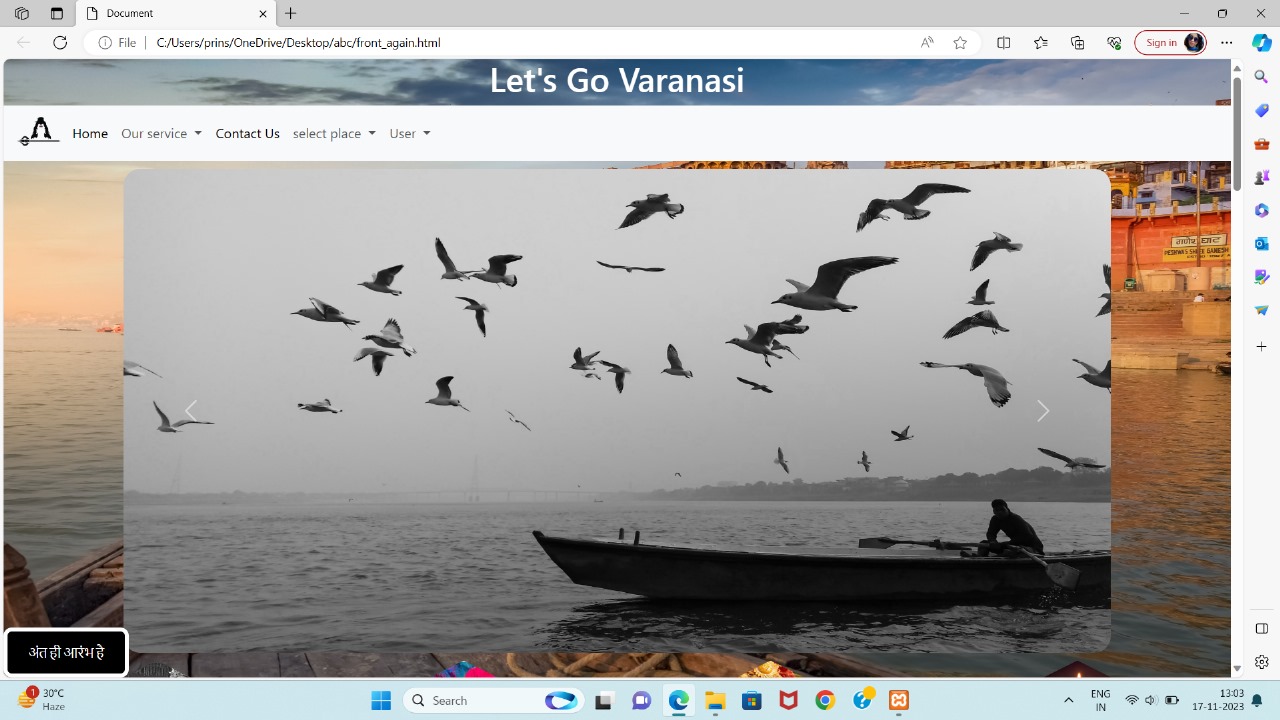 Document
File
C:/Users/prins/OneDrive/Desktop/abc/front_again.html
Sign in
Let's Go Varanasi
Home Our service Contact Us select place User
गणेश घाट
अंत ही आरंभ हे
1
30°C
Haze
Search
ENG
IN
13:03
17-11-2023